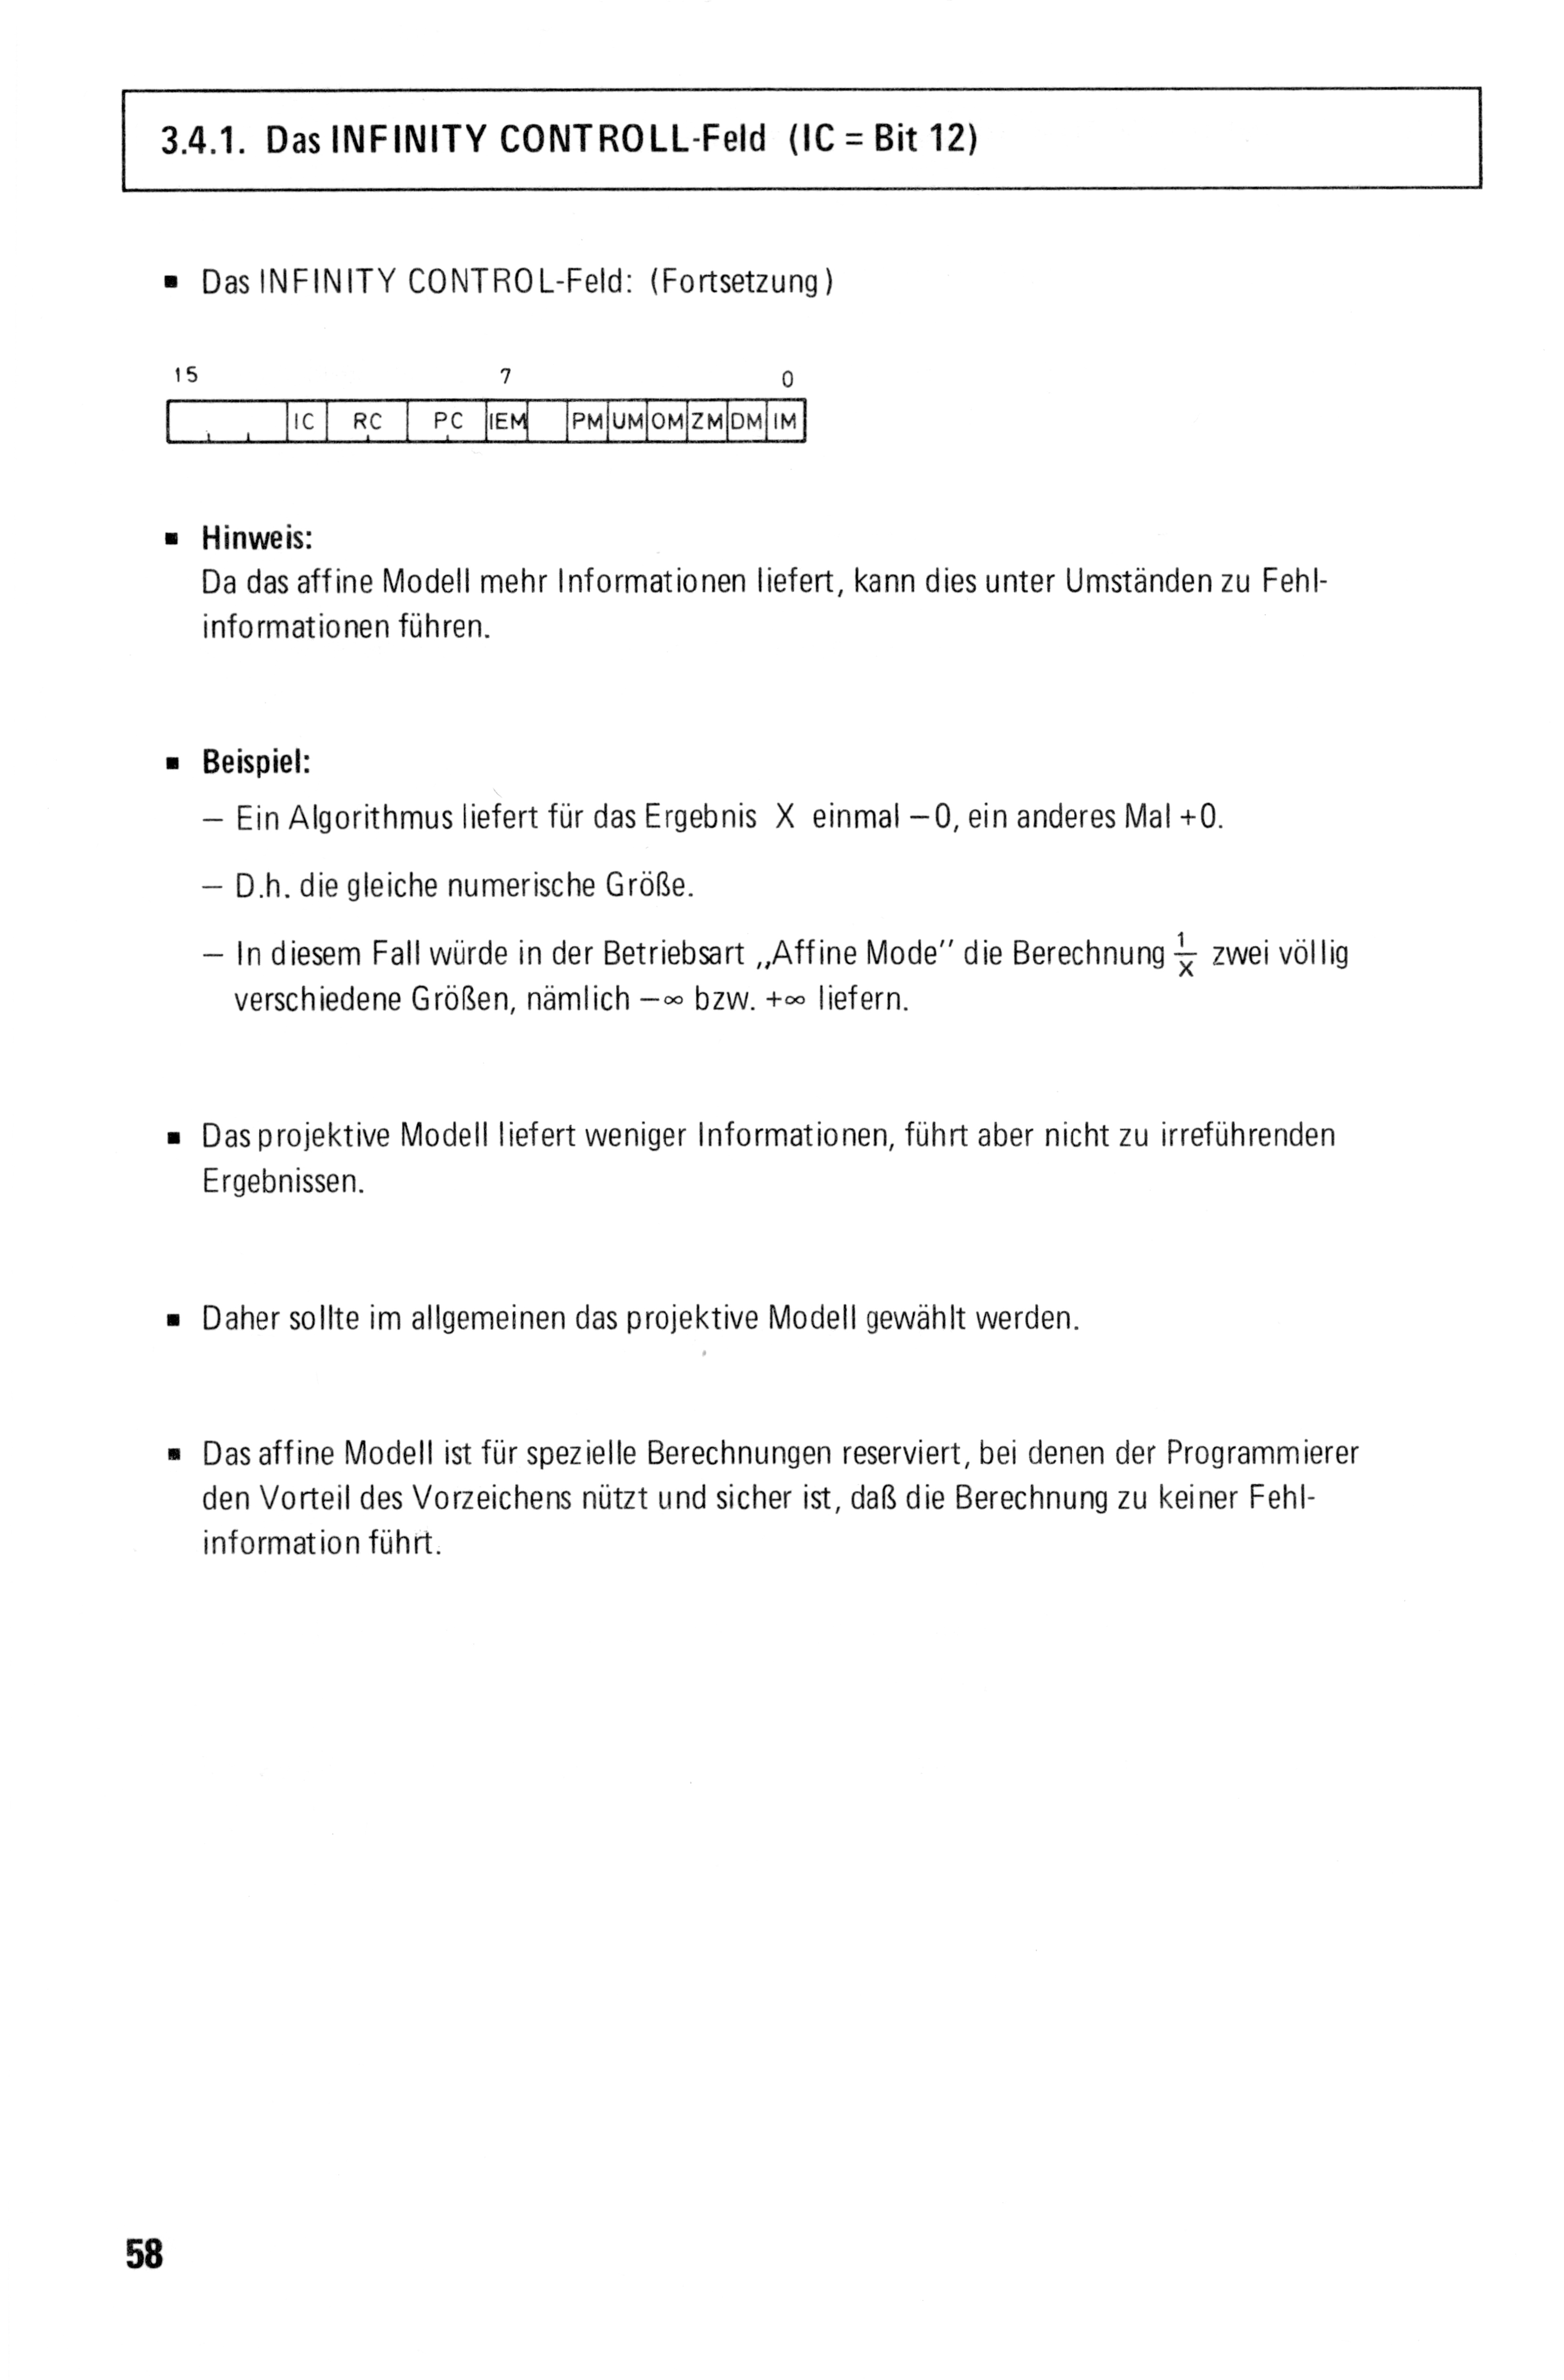 3.4.1. Das INFINITY CONTROLL-Feld (IC = Bit 12)
▪ Das INFINITY CONTROL-Feld: (Fortsetzung)
15 7 0
IC RC PC IEM PM UM OM ZM DM IM
▪ Hinweis:
Da das affine Modell mehr Informationen liefert, kann dies unter Umständen zu Fehl-
informationen führen.
▪ Beispiel:
— Ein Algorithmus liefert für das Ergebnis X einmal —0, ein anderes Mal +0.
— D.h. die gleiche numerische Größe.
— In diesem Fall würde in der Betriebsart „Affine Mode" die Berechnung 1/X zwei völlig
verschiedene Größen, nämlich —∞ bzw. +∞ liefern.
▪ Das projektive Modell liefert weniger Informationen, führt aber nicht zu irreführenden
Ergebnissen.
▪ Daher sollte im allgemeinen das projektive Modell gewählt werden.
▪ Das affine Modell ist für spezielle Berechnungen reserviert, bei denen der Programmierer
den Vorteil des Vorzeichens nützt und sicher ist, daß die Berechnung zu keiner Fehl-
information führt.
58